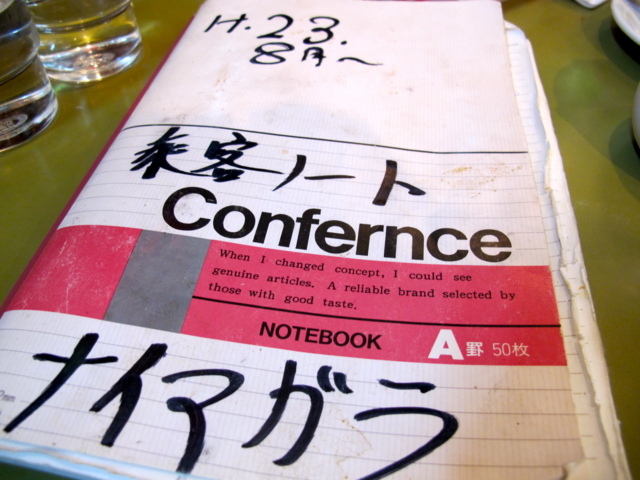 H.23.
8月～
乗客ノート
Confernce
When I changed concept, I could see
genuine articles. A reliable brand selected by
those with good taste.
NOTEBOOK A罫 50枚
ナイアガラ